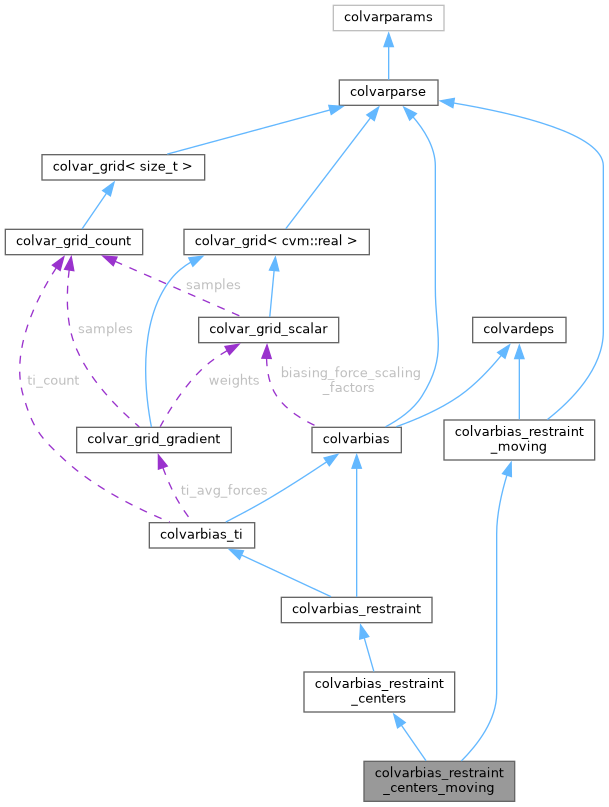 colvarparams
colvarparse
colvar_grid< size_t >
colvar_grid_count
colvar_grid< cvm::real >
samples
colvar_grid_scalar
colvardeps
samples
ti_count
weights
biasing_force_scaling
_factors
colvar_grid_gradient
colvarbias
colvarbias_restraint
_moving
ti_avg_forces
colvarbias_ti
colvarbias_restraint
colvarbias_restraint
_centers
colvarbias_restraint
_centers_moving